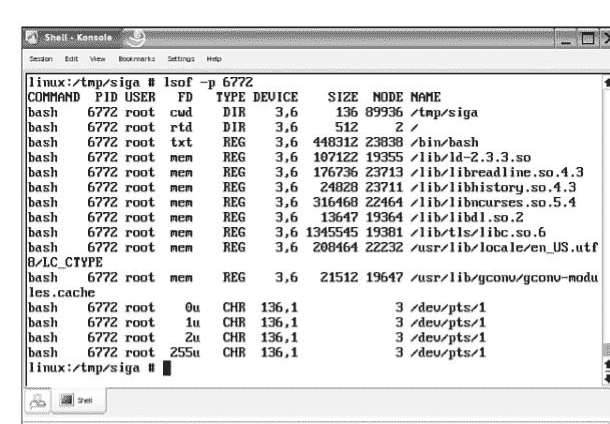 Shell - Konsole
Session Edit View Bookmarks Settings Help
linux:/tmp/siga # lsof -p 6772
COMMAND PID USER FD TYPE DEVICE SIZE NODE NAME
bash 6772 root cwd DIR 3,6 136 89936 /tmp/siga
bash 6772 root rtd DIR 3,6 512 2 /
bash 6772 root txt REG 3,6 448312 23838 /bin/bash
bash 6772 root mem REG 3,6 107122 19355 /lib/ld-2.3.3.so
bash 6772 root mem REG 3,6 176736 23713 /lib/libreadline.so.4.3
bash 6772 root mem REG 3,6 24828 23711 /lib/libhistory.so.4.3
bash 6772 root mem REG 3,6 316468 22464 /lib/libncurses.so.5.4
bash 6772 root mem REG 3,6 13647 19364 /lib/libdl.so.2
bash 6772 root mem REG 3,6 1345545 19381 /lib/tls/libc.so.6
bash 6772 root mem REG 3,6 208464 22232 /usr/lib/locale/en_US.utf
8/LC_CTYPE
bash 6772 root mem REG 3,6 21512 19647 /usr/lib/gconv/gconv-modu
les.cache
bash 6772 root 0u CHR 136,1 3 /dev/pts/1
bash 6772 root 1u CHR 136,1 3 /dev/pts/1
bash 6772 root 2u CHR 136,1 3 /dev/pts/1
bash 6772 root 255u CHR 136,1 3 /dev/pts/1
linux:/tmp/siga #
Shell